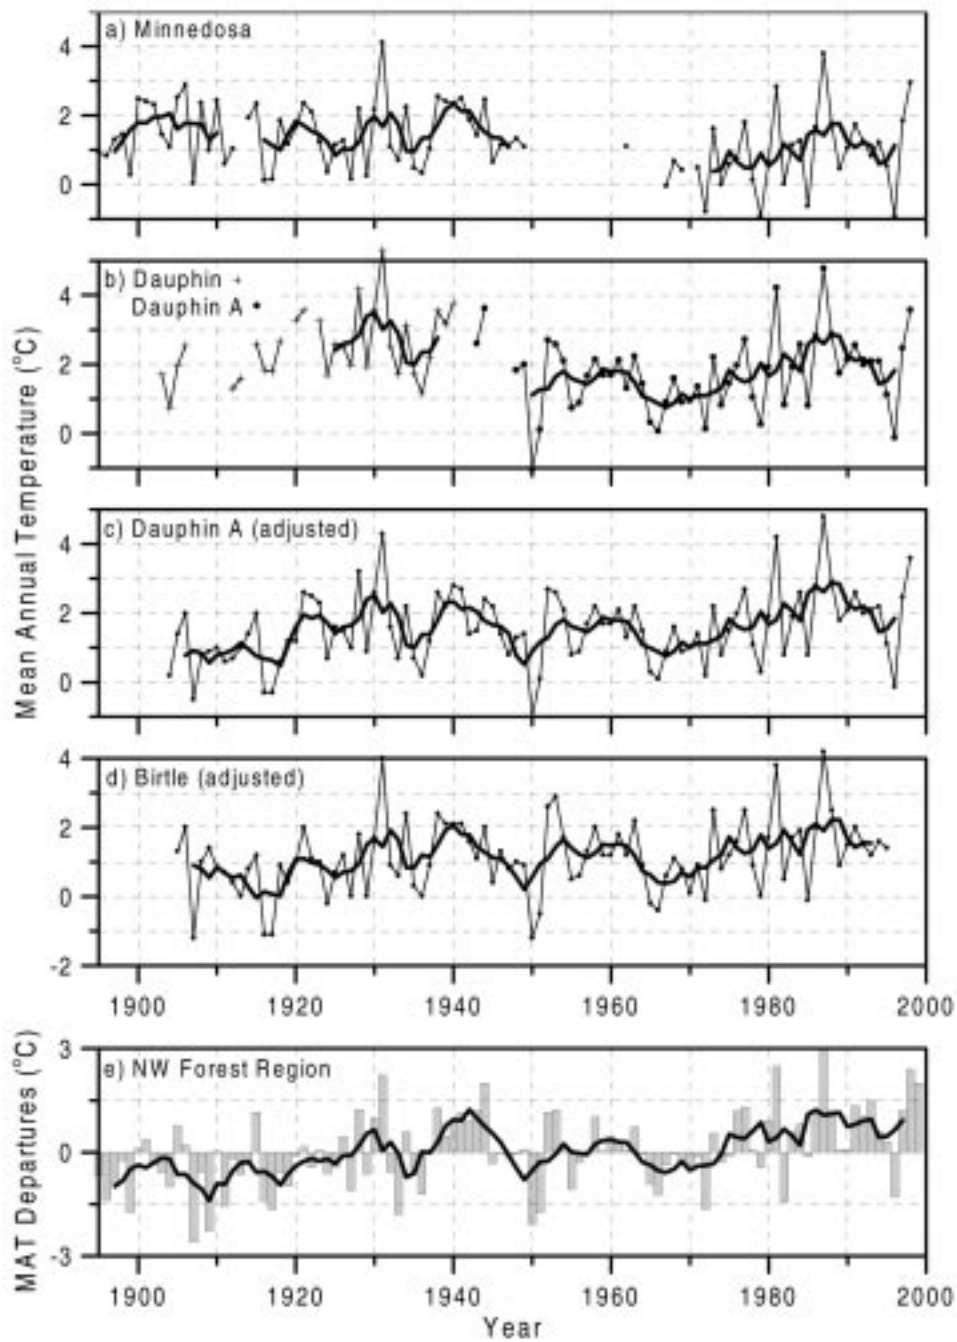 a) Minnedosa
4
2
0
b) Dauphin +
Dauphin A •
4
2
0
Mean Annual Temperature (°C)
c) Dauphin A (adjusted)
4
2
0
d) Birtle (adjusted)
4
2
0
-2
1900 1920 1940 1960 1980 2000
MAT Departures (°C)
e) NW Forest Region
3
0
-3
1900 1920 1940 1960 1980 2000
Year